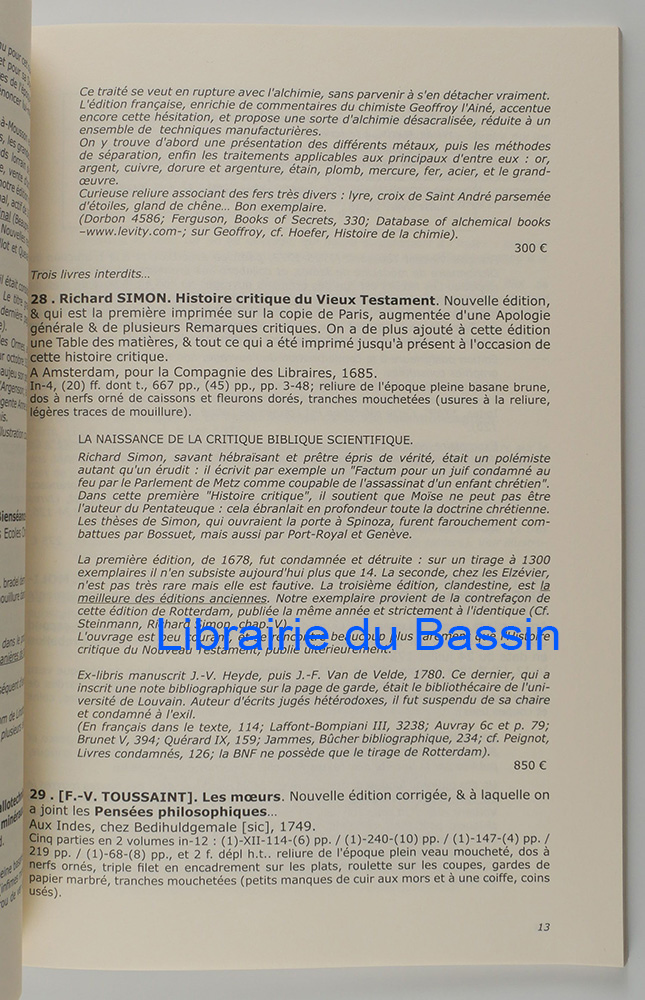 Ce traité se veut en rupture avec l'alchimie, sans parvenir à s'en détacher vraiment.
L'édition française, enrichie de commentaires du chimiste Geoffroy l'Aîné, accentue
encore cette hésitation, et propose une sorte d'alchimie désacralisée, réduite à un
ensemble de techniques manufacturières.
On y trouve d'abord une présentation des différents métaux, puis les méthodes
de séparation, enfin les traitements applicables aux principaux d'entre eux : or,
argent, cuivre, dorure et argenture, étain, plomb, mercure, fer, acier, et le grand-
œuvre.
Curieuse reliure associant des fers très divers : lyre, croix de Saint André parsemée
d'étoiles, gland de chêne... Bon exemplaire.
(Dorbon 4586; Ferguson, Books of Secrets, 330; Database of alchemical books
–www.levity.com-; sur Geoffroy, cf. Hoefer, Histoire de la chimie).
300 €
Trois livres interdits...
28 . Richard SIMON. Histoire critique du Vieux Testament. Nouvelle édition,
& qui est la première imprimée sur la copie de Paris, augmentée d'une Apologie
générale & de plusieurs Remarques critiques. On a de plus ajouté à cette édition
une Table des matières, & tout ce qui a été imprimé jusqu'à présent à l'occasion de
cette histoire critique.
A Amsterdam, pour la Compagnie des Libraires, 1685.
In-4, (20) ff. dont t., 667 pp., (45) pp., pp. 3-48; reliure de l'époque pleine basane brune,
dos à nerfs orné de caissons et fleurons dorés, tranches mouchetées (usures à la reliure,
légères traces de mouillure).
LA NAISSANCE DE LA CRITIQUE BIBLIQUE SCIENTIFIQUE.
Richard Simon, savant hébraïsant et prêtre épris de vérité, était un polémiste
autant qu'un érudit : il écrivit par exemple un "Factum pour un juif condamné au
feu par le Parlement de Metz comme coupable de l'assassinat d'un enfant chrétien".
Dans cette première "Histoire critique", il soutient que Moïse ne peut pas être
l'auteur du Pentateuque : cela ébranlait en profondeur toute la doctrine chrétienne.
Les thèses de Simon, qui ouvraient la porte à Spinoza, furent farouchement com-
battues par Bossuet, mais aussi par Port-Royal et Genève.
La première édition, de 1678, fut condamnée et détruite : sur un tirage à 1300
exemplaires il n'en subsiste aujourd'hui plus que 14. La seconde, chez les Elzévier,
n'est pas très rare mais elle est fautive. La troisième édition, clandestine, est la
meilleure des éditions anciennes. Notre exemplaire provient de la contrefaçon de
cette édition de Rotterdam, publiée la même année et strictement à l'identique (Cf.
Steinmann, Richard Simon, chap. V).
L'ouvrage est peu courant, et se rencontre beaucoup plus rarement que l'Histoire
critique du Nouveau Testament, publié ultérieurement.
Librairie du Bassin
Ex-libris manuscrit J.-V. Heyde, puis J.-F. Van de Velde, 1780. Ce dernier, qui a
inscrit une note bibliographique sur la page de garde, était le bibliothécaire de l'uni-
versité de Louvain. Auteur d'écrits jugés hétérodoxes, il fut suspendu de sa chaire
et condamné à l'exil.
(En français dans le texte, 114; Laffont-Bompiani III, 3238; Auvray 6c et p. 79;
Brunet V, 394; Quérard IX, 159; Jammes, Bûcher bibliographique, 234; cf. Peignot,
Livres condamnés, 126; la BNF ne possède que le tirage de Rotterdam).
850 €
29 . [F.-V. TOUSSAINT]. Les mœurs. Nouvelle édition corrigée, & à laquelle on
a joint les Pensées philosophiques...
Aux Indes, chez Bedihuldgemale [sic], 1749.
Cinq parties en 2 volumes in-12 : (1)-XII-114-(6) pp. / (1)-240-(10) pp. / (1)-147-(4) pp. /
219 pp. / (1)-68-(8) pp., et 2 f. dépl h.t.. reliure de l'époque plein veau moucheté, dos à
nerfs ornés, triple filet en encadrement sur les plats, roulette sur les coupes, gardes de
papier marbré, tranches mouchetées (petits manques de cuir aux mors et à une coiffe, coins
usés).
13